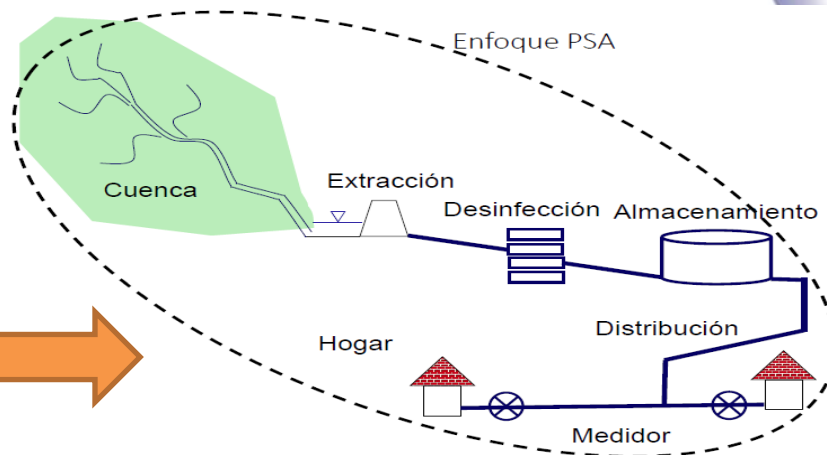 Enfoque PSA
Cuenca
Extracción
Desinfección
Almacenamiento
Distribución
Hogar
Medidor